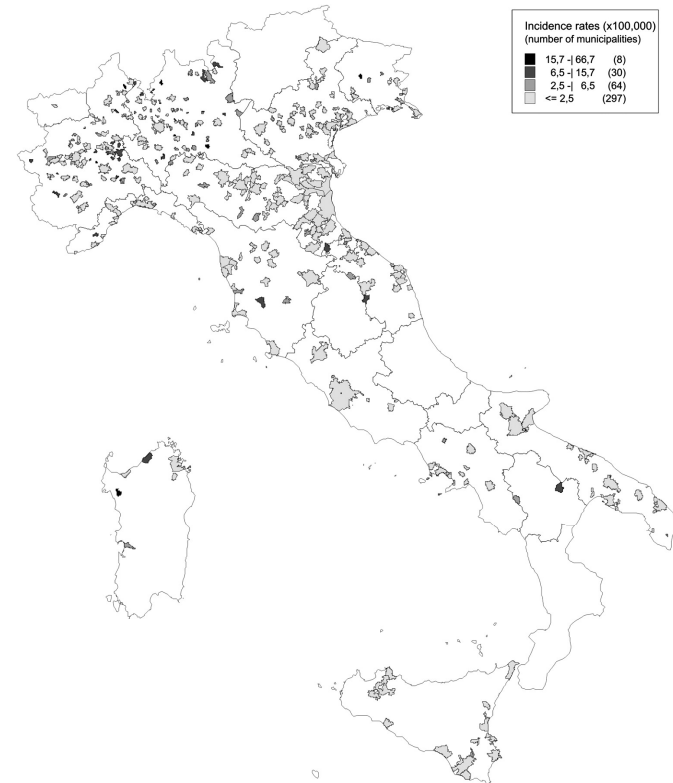 Incidence rates (x100,000)
(number of municipalities)
15,7 -| 66,7 (8)
6,5 -| 15,7 (30)
2,5 -| 6,5 (64)
<= 2,5 (297)